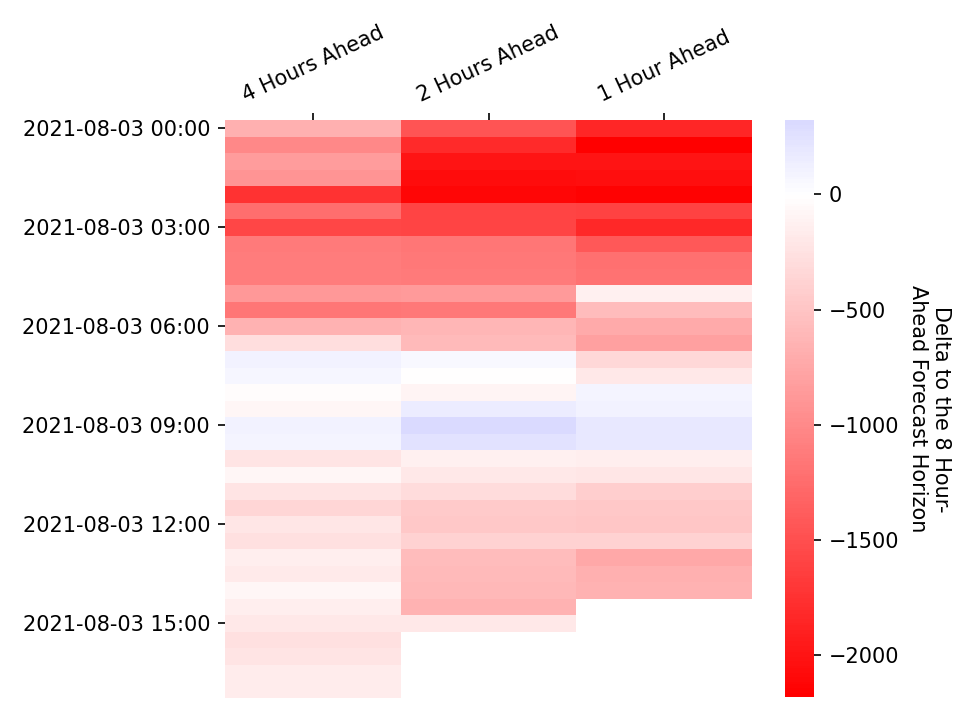 4 Hours Ahead
2 Hours Ahead
1 Hour Ahead
2021-08-03 00:00
2021-08-03 03:00
2021-08-03 06:00
2021-08-03 09:00
2021-08-03 12:00
2021-08-03 15:00
0
−500
−1000
−1500
−2000
Delta to the 8 Hour-
Ahead Forecast Horizon